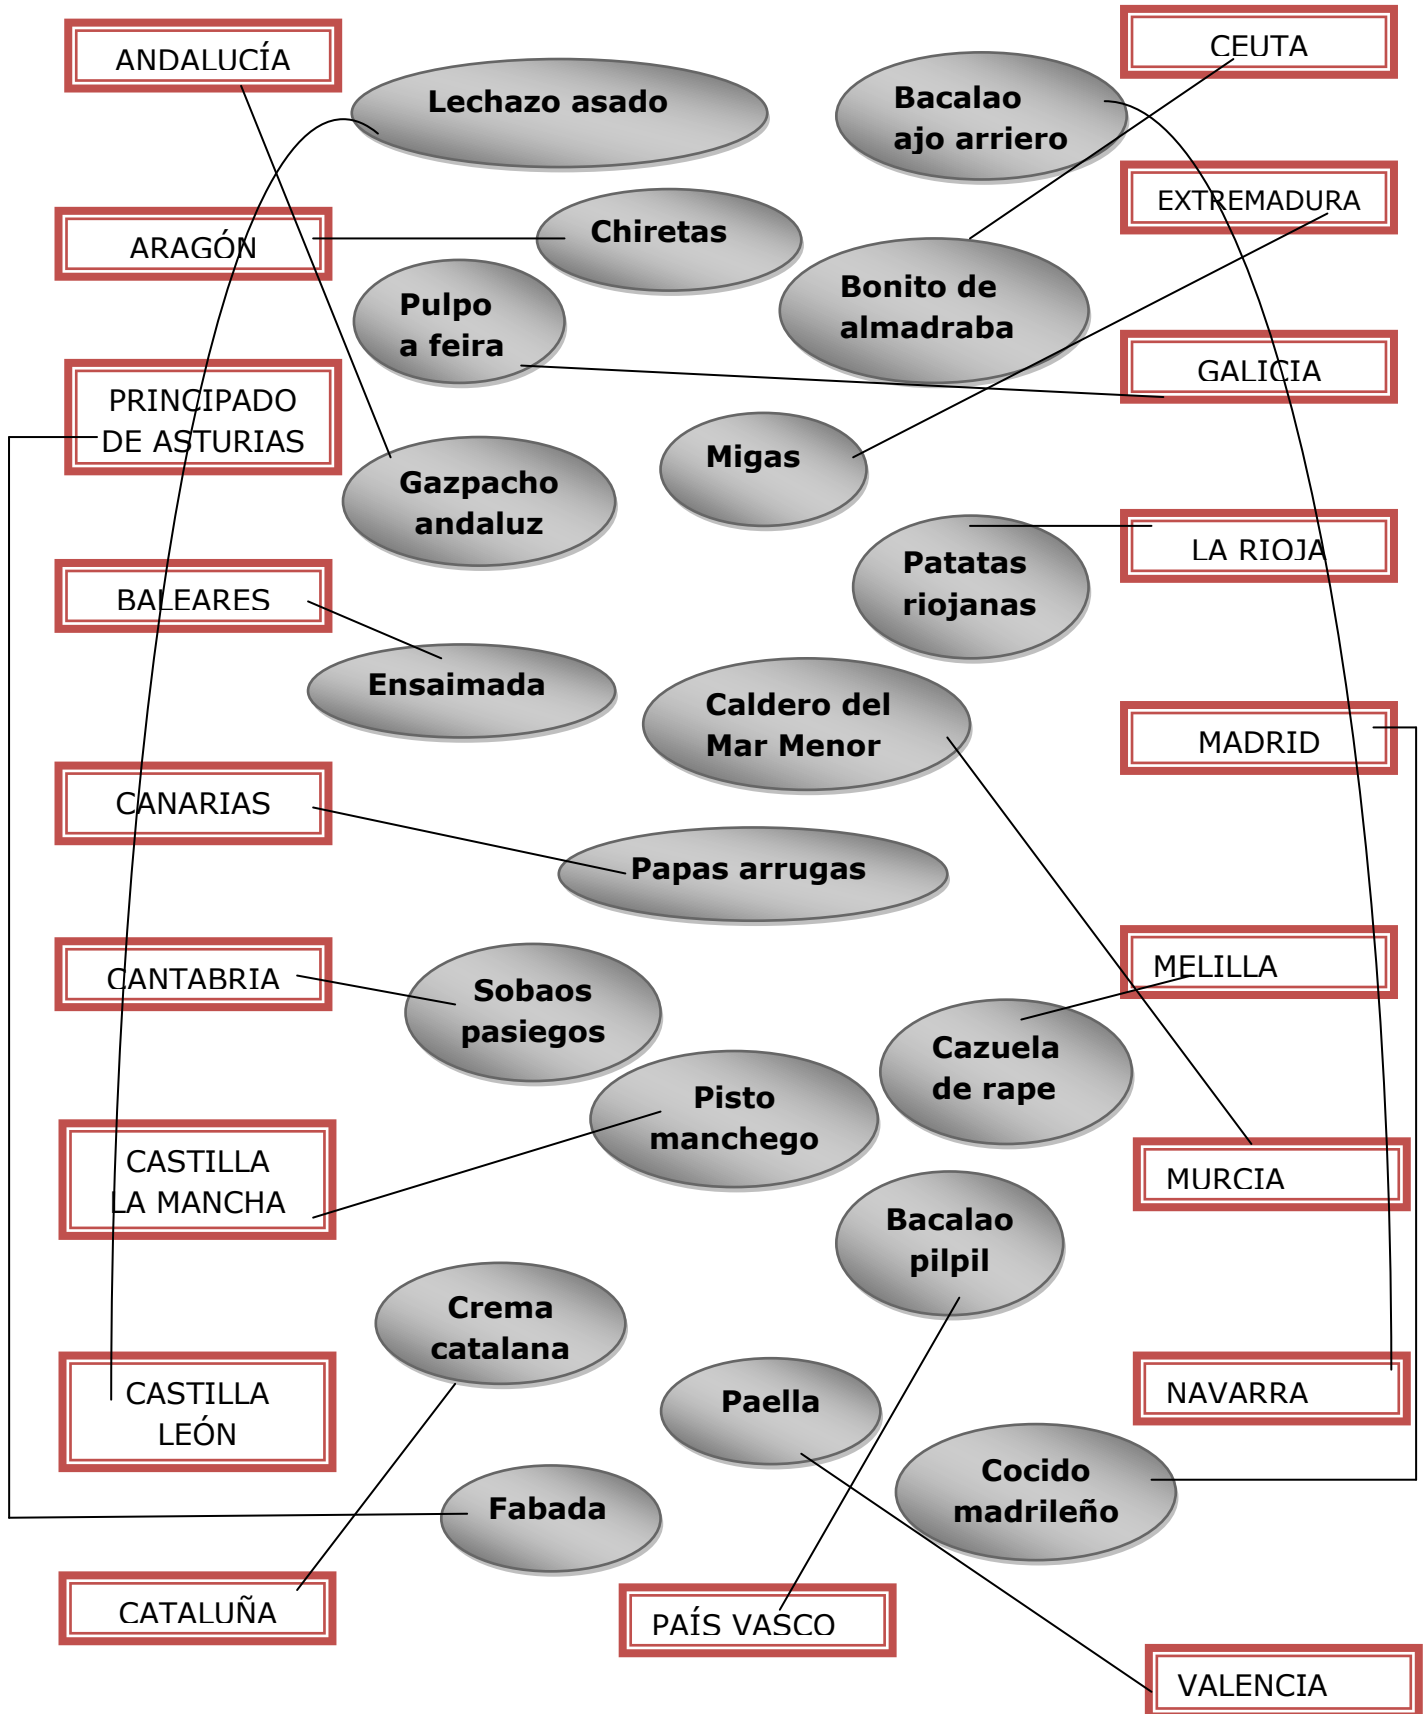 ANDALUCÍA
CEUTA
Lechazo asado
Bacalao
ajo arriero
EXTREMADURA
ARAGÓN
Chiretas
Pulpo
a feira
Bonito de
almadraba
GALICIA
PRINCIPADO
DE ASTURIAS
Migas
Gazpacho
andaluz
LA RIOJA
Patatas
riojanas
BALEARES
Ensaimada
Caldero del
Mar Menor
MADRID
CANARIAS
Papas arrugas
CANTABRIA
Sobaos
pasiegos
MELILLA
Cazuela
de rape
Pisto
manchego
CASTILLA
LA MANCHA
MURCIA
Bacalao
pilpil
Crema
catalana
CASTILLA
LEÓN
Paella
NAVARRA
Cocido
madrileño
Fabada
CATALUÑA
PAÍS VASCO
VALENCIA